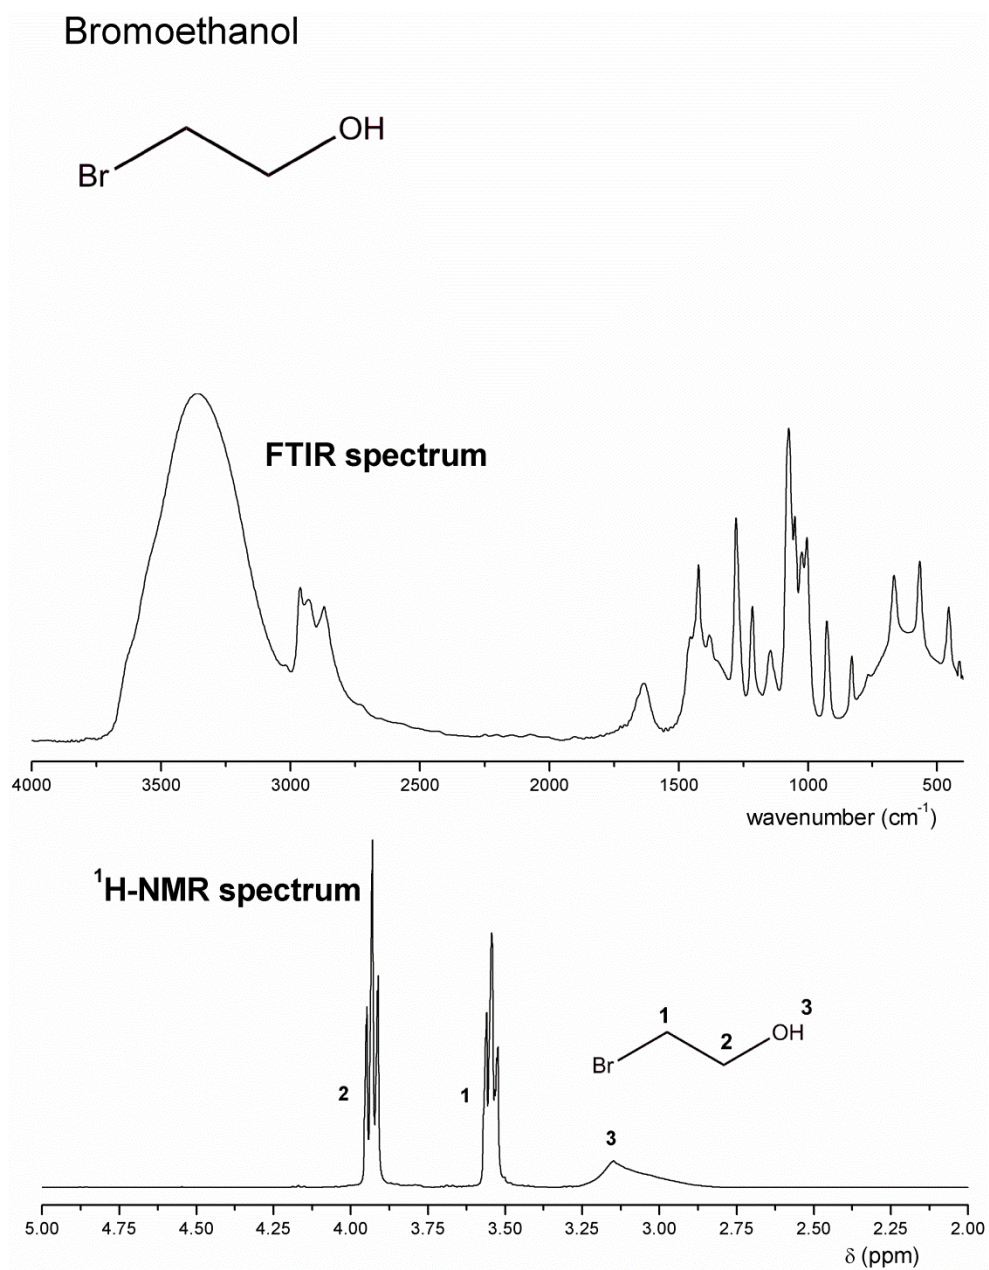 Bromoethanol
OH
Br
FTIR spectrum
4000 3500 3000 2500 2000 1500 1000 500
wavenumber (cm⁻¹)
¹H-NMR spectrum
3
1
OH
2
Br
2
1
3
5.00 4.75 4.50 4.25 4.00 3.75 3.50 3.25 3.00 2.75 2.50 2.25 2.00
δ (ppm)